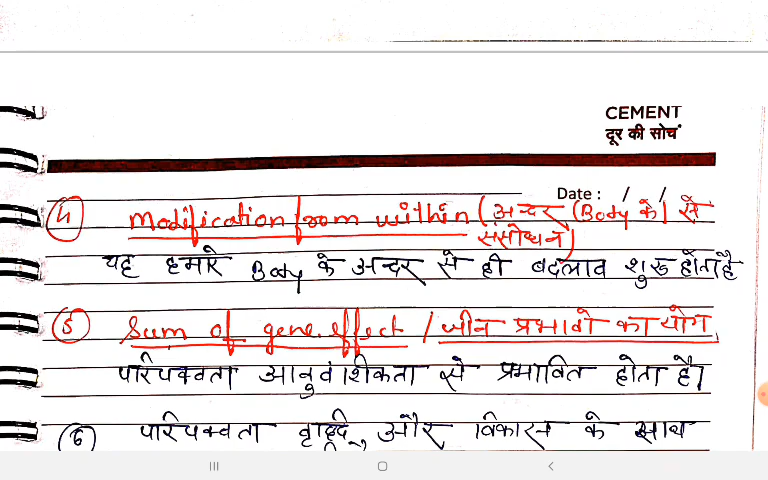 CEMENT
दूर की सोच
Date : / /
4 modification from within (अन्दर (Body के) से
संसोधन)
यह हमारे Body के अन्दर से ही बदलाव शुरू होता है
5 Sum of gene effect / जीन प्रभावो का योग
परिपक्वता आनुवंशिकता से प्रभावित होता है।
6 परिपक्वता वृद्दि और विकास के साथ